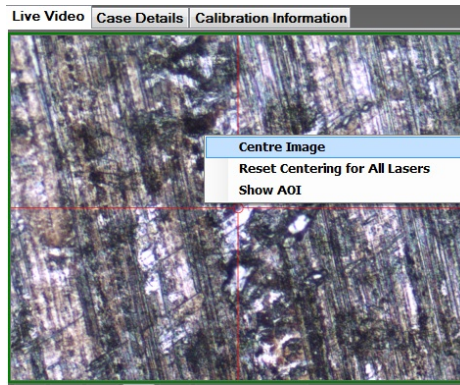 Live Video Case Details Calibration Information
Centre Image
Reset Centering for All Lasers
Show AOI